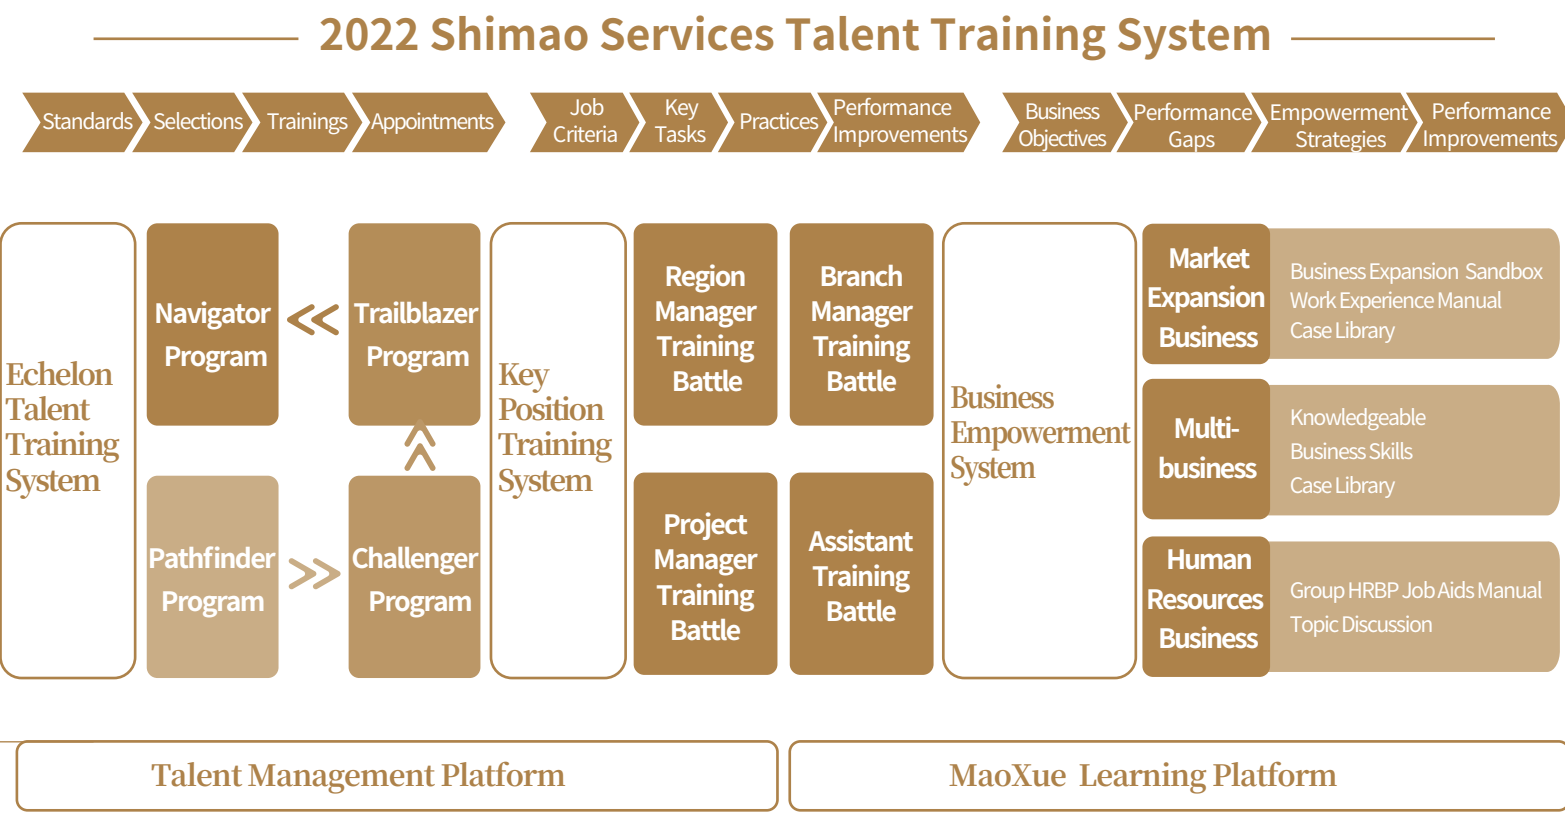 2022 Shimao Services Talent Training System
Standards
Selections
Trainings
Appointments
Job
Criteria
Key
Tasks
Practices
Performance
Improvements
Business
Objectives
Performance
Gaps
Empowerment
Strategies
Performance
Improvements
Echelon
Talent
Training
System
Navigator
Program
Trailblazer
Program
Pathfinder
Program
Challenger
Program
Key
Position
Training
System
Region
Manager
Training
Battle
Branch
Manager
Training
Battle
Project
Manager
Training
Battle
Assistant
Training
Battle
Business
Empowerment
System
Market
Expansion
Business
Business Expansion Sandbox
Work Experience Manual
Case Library
Multi-
business
Knowledgeable
Business Skills
Case Library
Human
Resources
Business
Group HRBP Job Aids Manual
Topic Discussion
Talent Management Platform
MaoXue Learning Platform